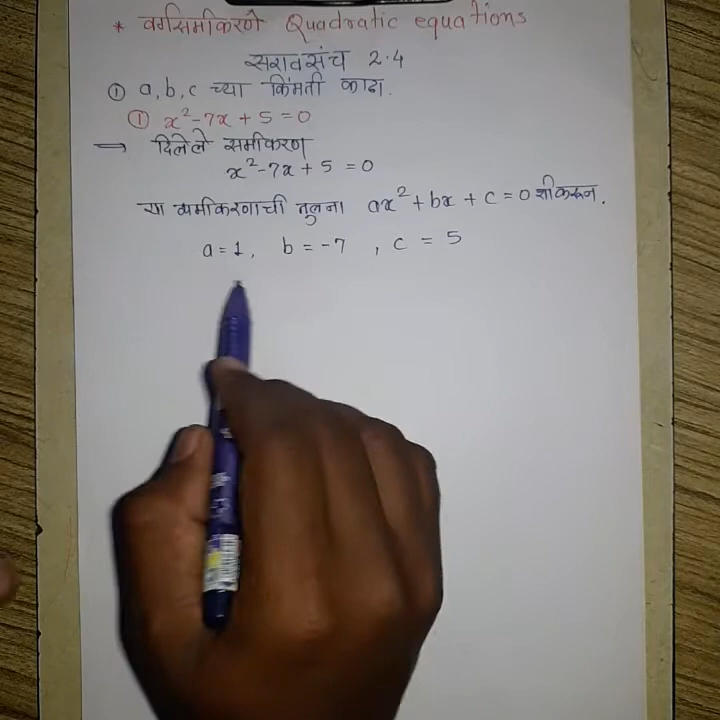 * वर्गसमीकरणे Quadratic equations
सरावसंच 2.4
① a, b, c च्या किंमती काढा.
① x²-7x + 5 = 0
→ दिलेले समीकरण
x²-7x + 5 = 0
या समीकरणाची तुलना ax² + bx + c = 0 शी करून.
a = 1, b = -7 , c = 5